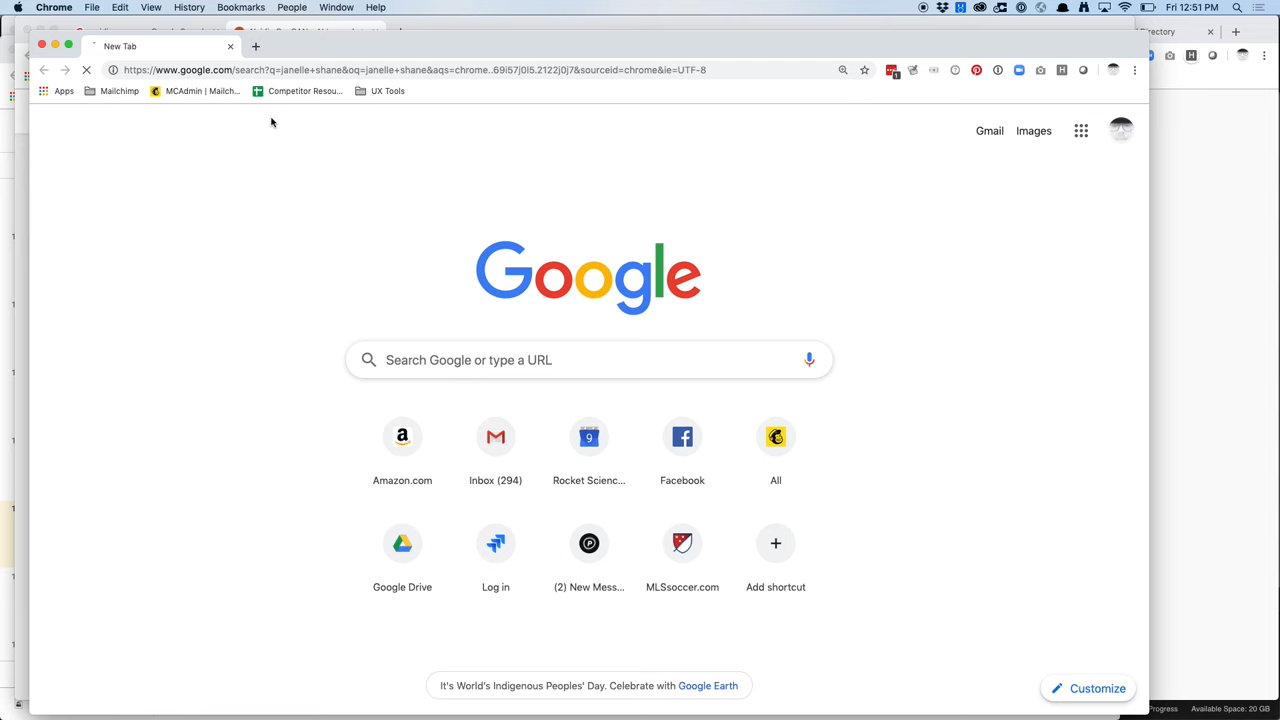 Chrome File Edit View History Bookmarks People Window Help
Fri 12:51 PM
Directory
New Tab
https://www.google.com/search?q=janelle+shane&oq=janelle+shane&aqs=chrome..69i57j0l5.2122j0j7&sourceid=chrome&ie=UTF-8
Apps Mailchimp MCAdmin | Mailch... Competitor Resou... UX Tools
Gmail Images
Google
Search Google or type a URL
Amazon.com Inbox (294) Rocket Scienc... Facebook All
Google Drive Log in (2) New Mess... MLSsoccer.com Add shortcut
It's World's Indigenous Peoples' Day. Celebrate with Google Earth
Customize
Progress Available Space: 20 GB